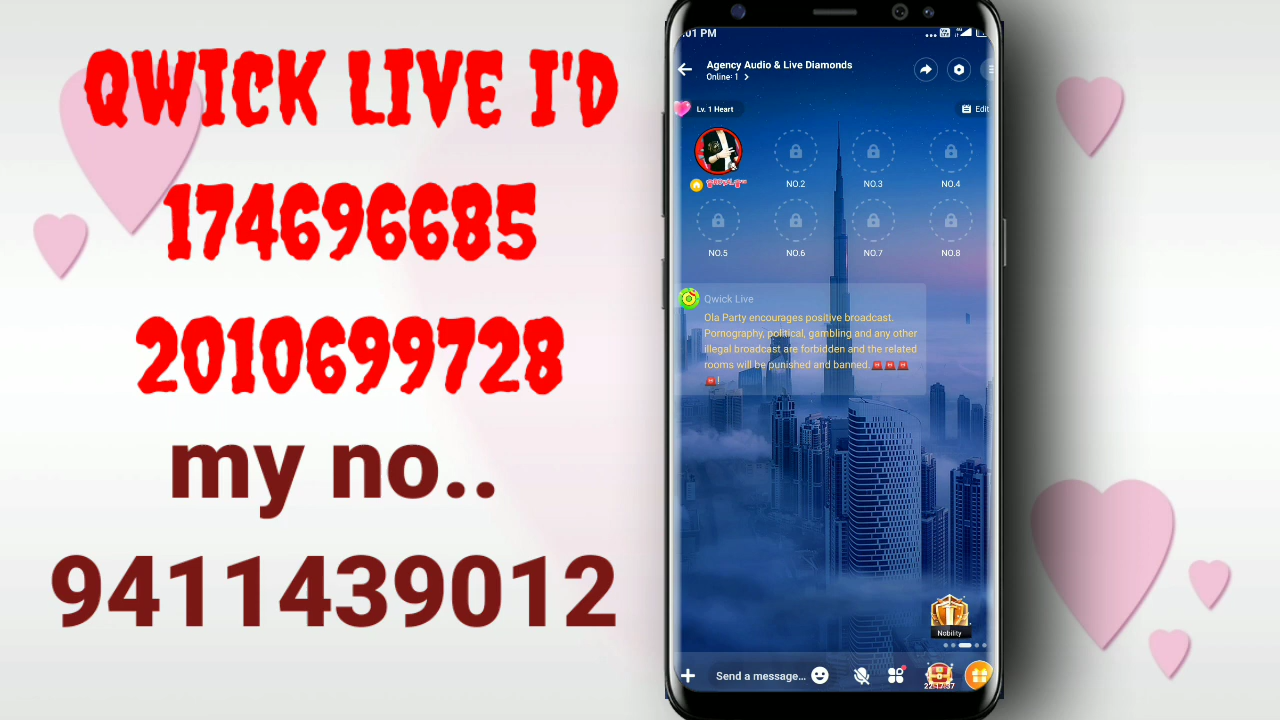 QWICK LIVE I'D
174696685
2010699728
my no..
9411439012
:01 PM
Agency Audio & Live Diamonds
Online: 1 >
Lv. 1 Heart
Edit
NO.2
NO.3
NO.4
NO.5
NO.6
NO.7
NO.8
Qwick Live
Ola Party encourages positive broadcast.
Pornography, political, gambling and any other
illegal broadcast are forbidden and the related
rooms will be punished and banned. 🚨🚨🚨
🚨!
Nobility
Send a message...